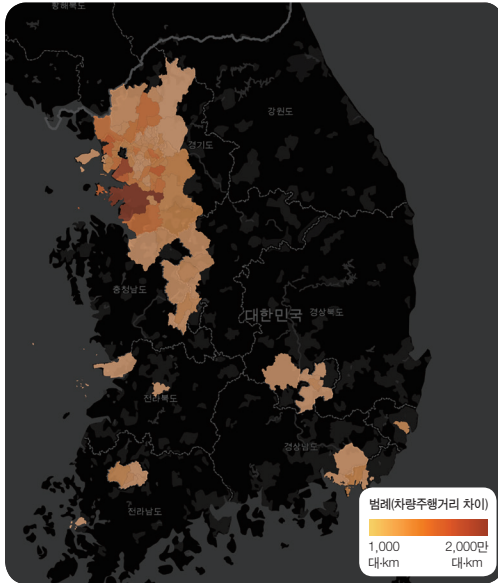 황해북도
강원도
경기도
충청남도
대한민국
경상북도
전라북도
경상남도
전라남도
범례(차량주행거리 차이)
1,000 2,000만
대·km 대·km